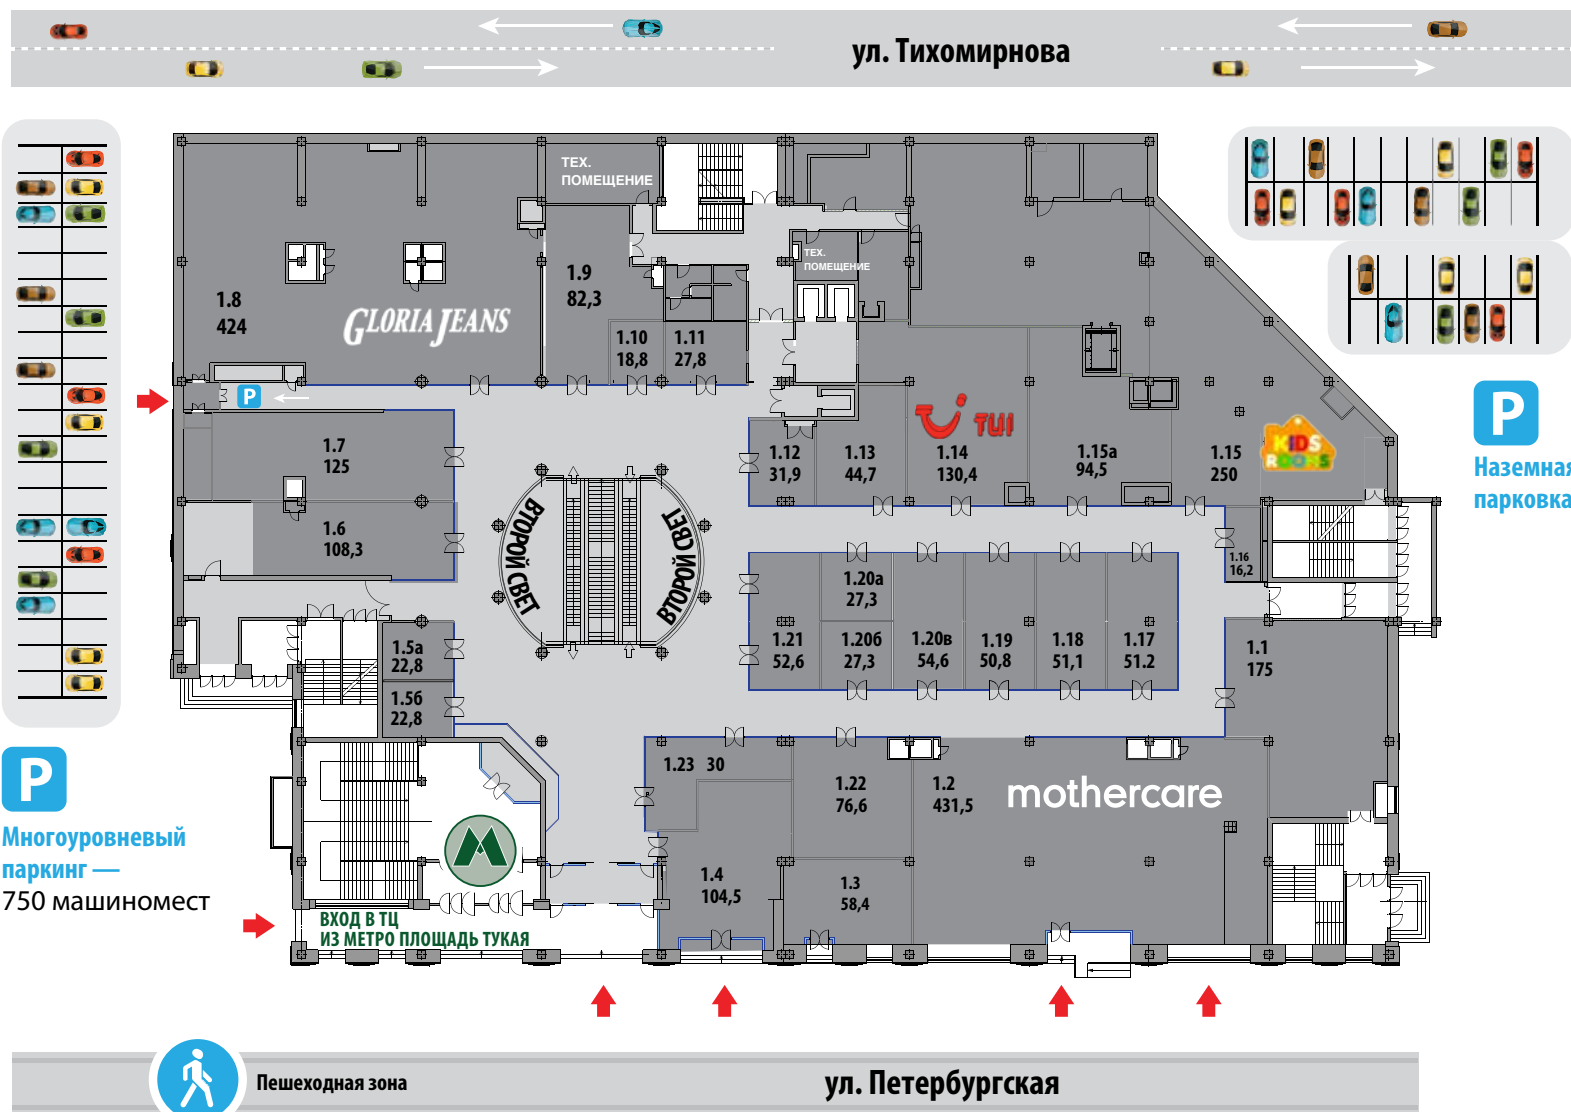 ул. Тихомирнова
ТЕХ.
ПОМЕЩЕНИЕ
ТЕХ.
ПОМЕЩЕНИЕ
1.8
424
GLORIA JEANS
1.9
82,3
1.10
18,8
1.11
27,8
P
1.7
125
1.6
108,3
ВТОРОЙ СВЕТ
ВТОРОЙ СВЕТ
1.12
31,9
1.13
44,7
TUI
1.14
130,4
1.15а
94,5
1.15
250
KIDS
ROOMS
P
Наземная
парковка
1.16
16,2
1.20а
27,3
1.21
52,6
1.20б
27,3
1.20в
54,6
1.19
50,8
1.18
51,1
1.17
51.2
1.1
175
1.5а
22,8
1.5б
22,8
1.23 30
1.22
76,6
1.2
431,5
mothercare
1.4
104,5
1.3
58,4
P
Многоуровневый
паркинг —
750 машиномест
ВХОД В ТЦ
ИЗ МЕТРО ПЛОЩАДЬ ТУКАЯ
Пешеходная зона
ул. Петербургская